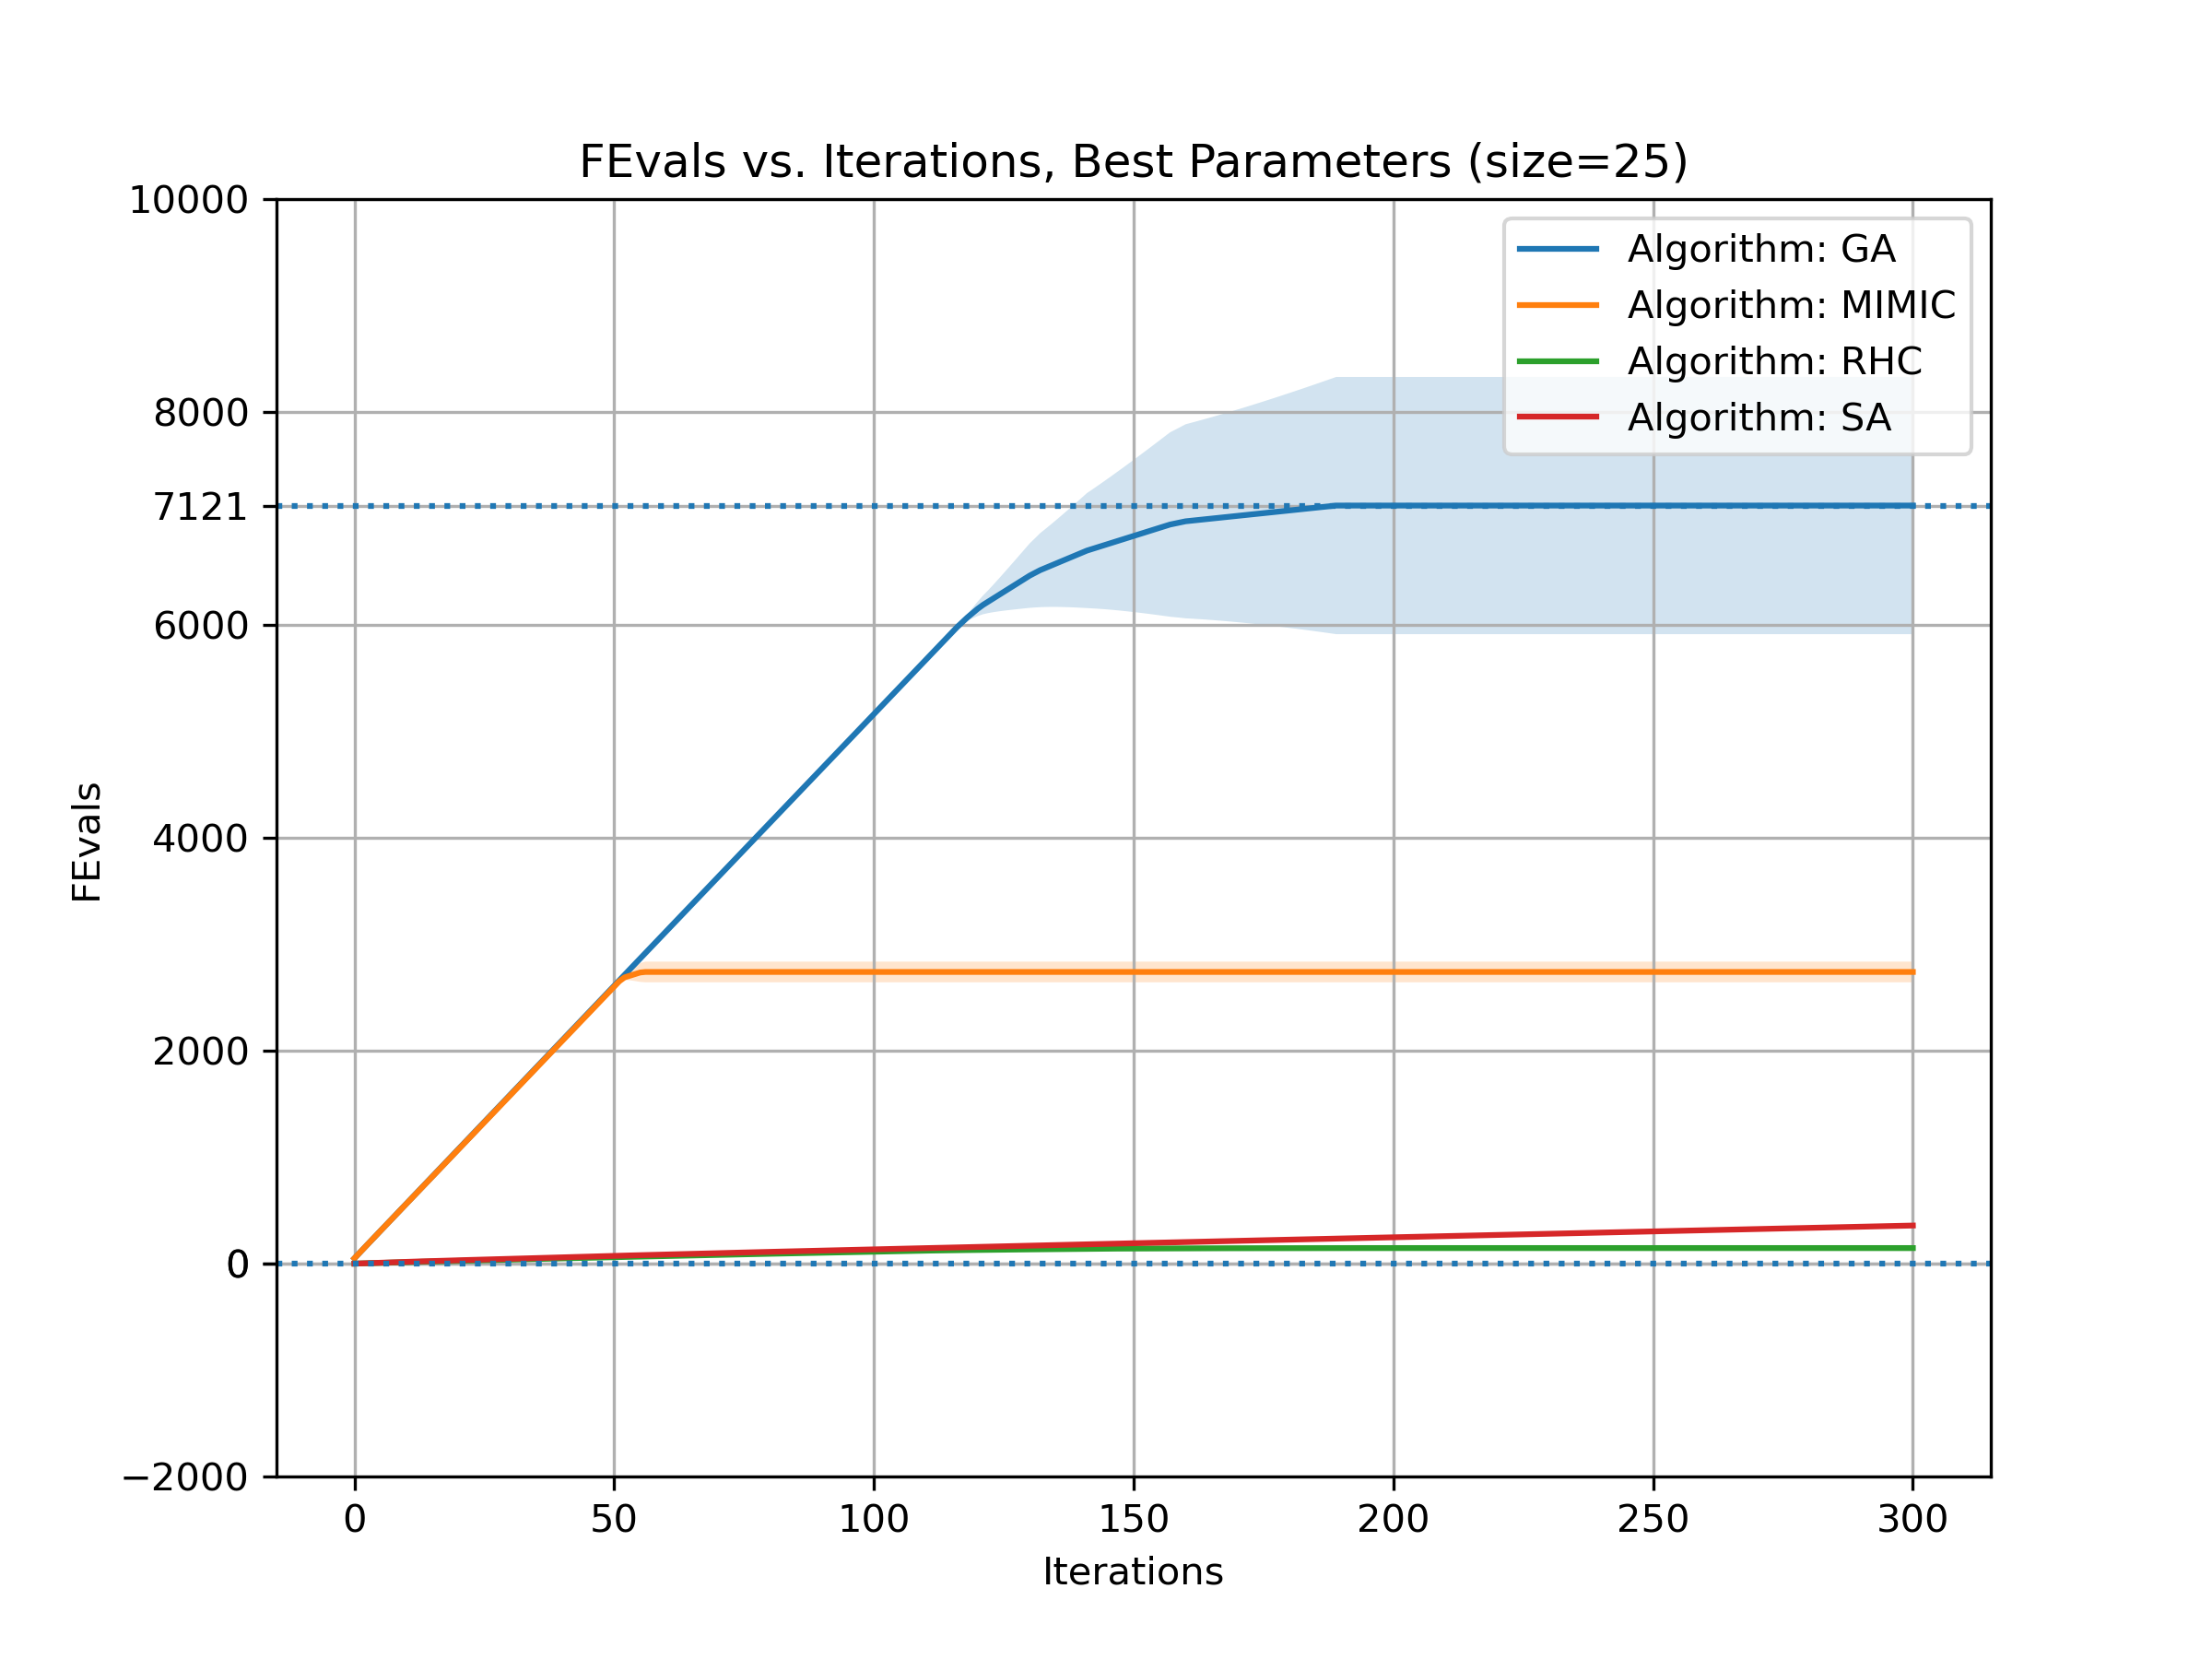 FEvals vs. Iterations, Best Parameters (size=25)
10000
8000
7121
6000
4000
2000
0
−2000
FEvals
Algorithm: GA
Algorithm: MIMIC
Algorithm: RHC
Algorithm: SA
0 50 100 150 200 250 300
Iterations